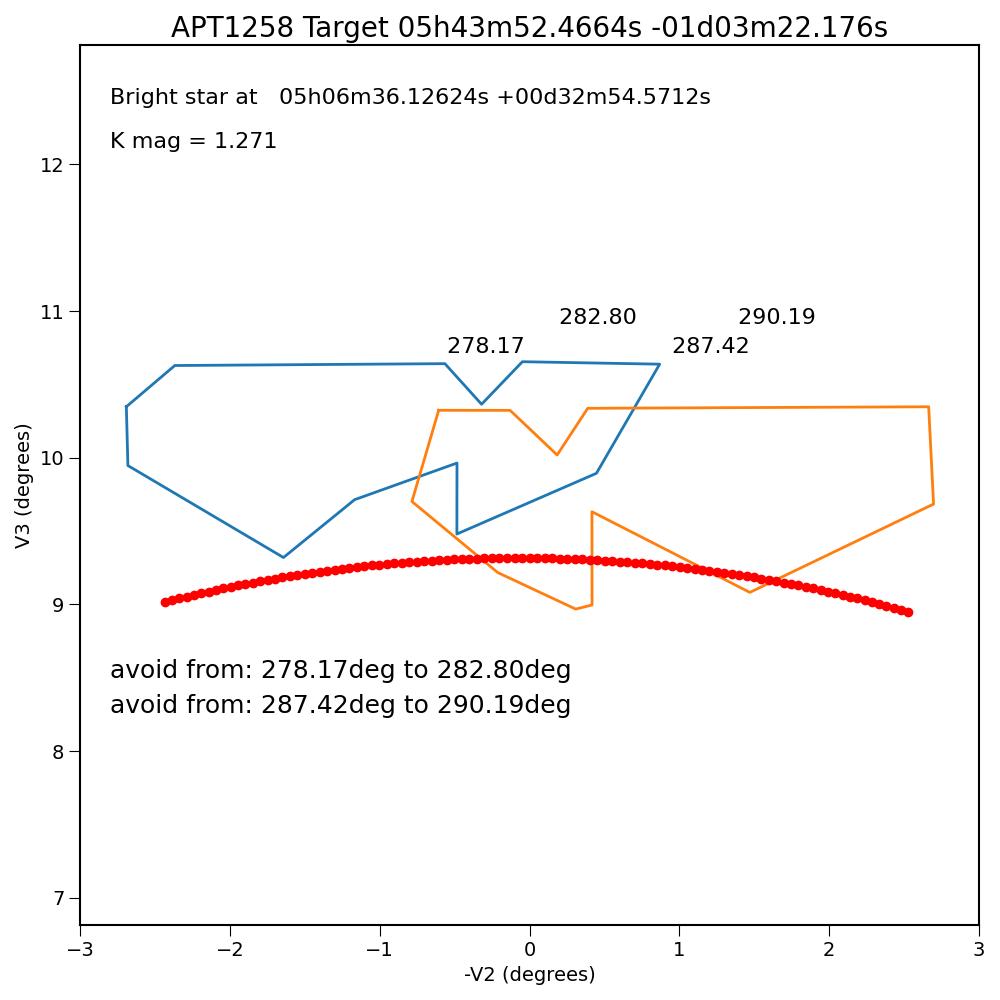 APT1258 Target 05h43m52.4664s -01d03m22.176s
Bright star at 05h06m36.12624s +00d32m54.5712s
K mag = 1.271
12
11
282.80 290.19
278.17 287.42
10
9
avoid from: 278.17deg to 282.80deg
avoid from: 287.42deg to 290.19deg
8
7
V3 (degrees)
−3 −2 −1 0 1 2 3
-V2 (degrees)